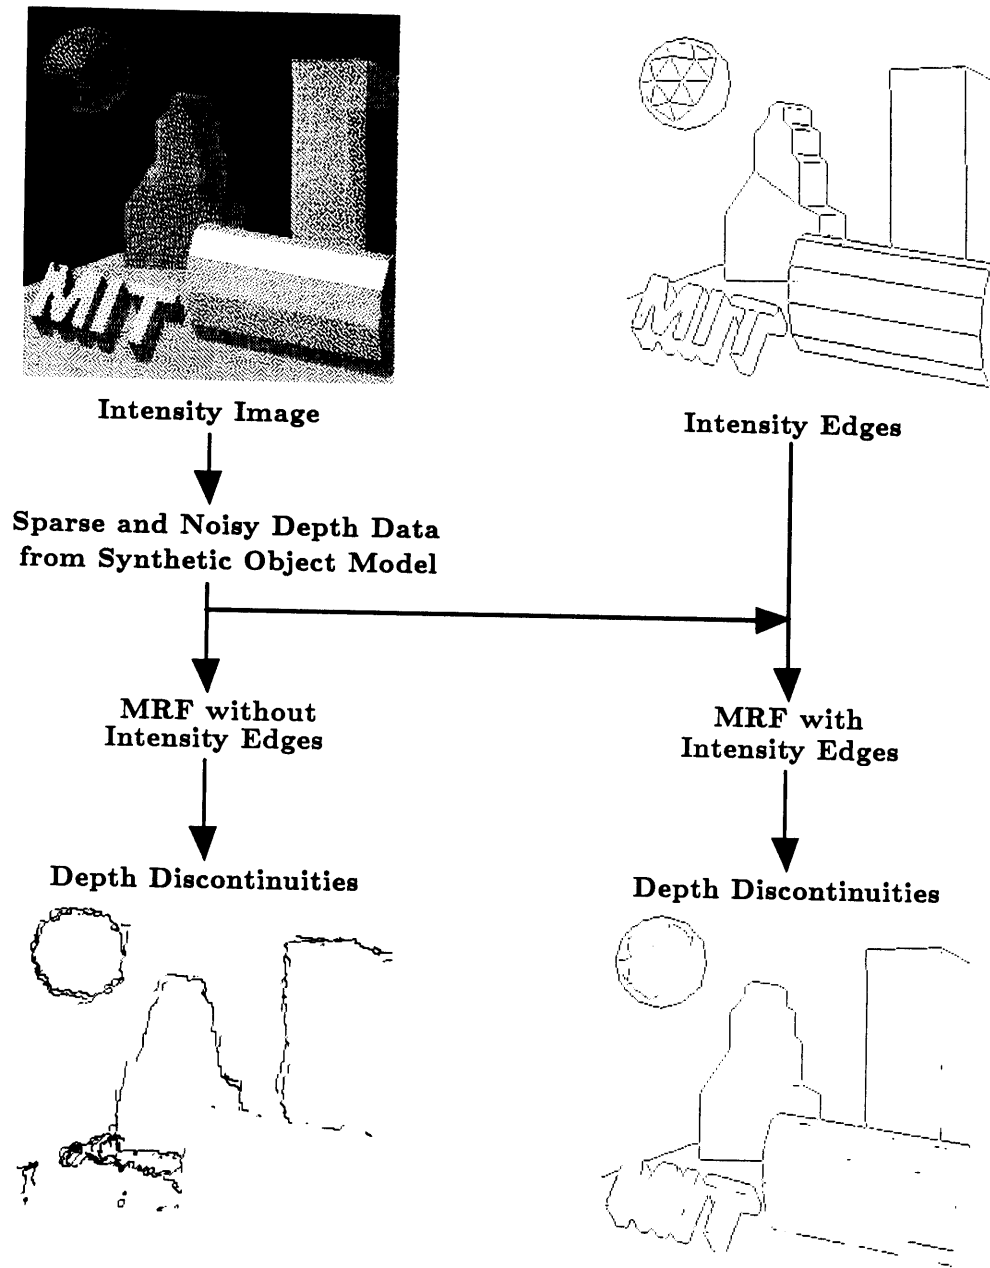 MIT
MIT
Intensity Image
Intensity Edges
Sparse and Noisy Depth Data
from Synthetic Object Model
MRF without
Intensity Edges
MRF with
Intensity Edges
Depth Discontinuities
Depth Discontinuities